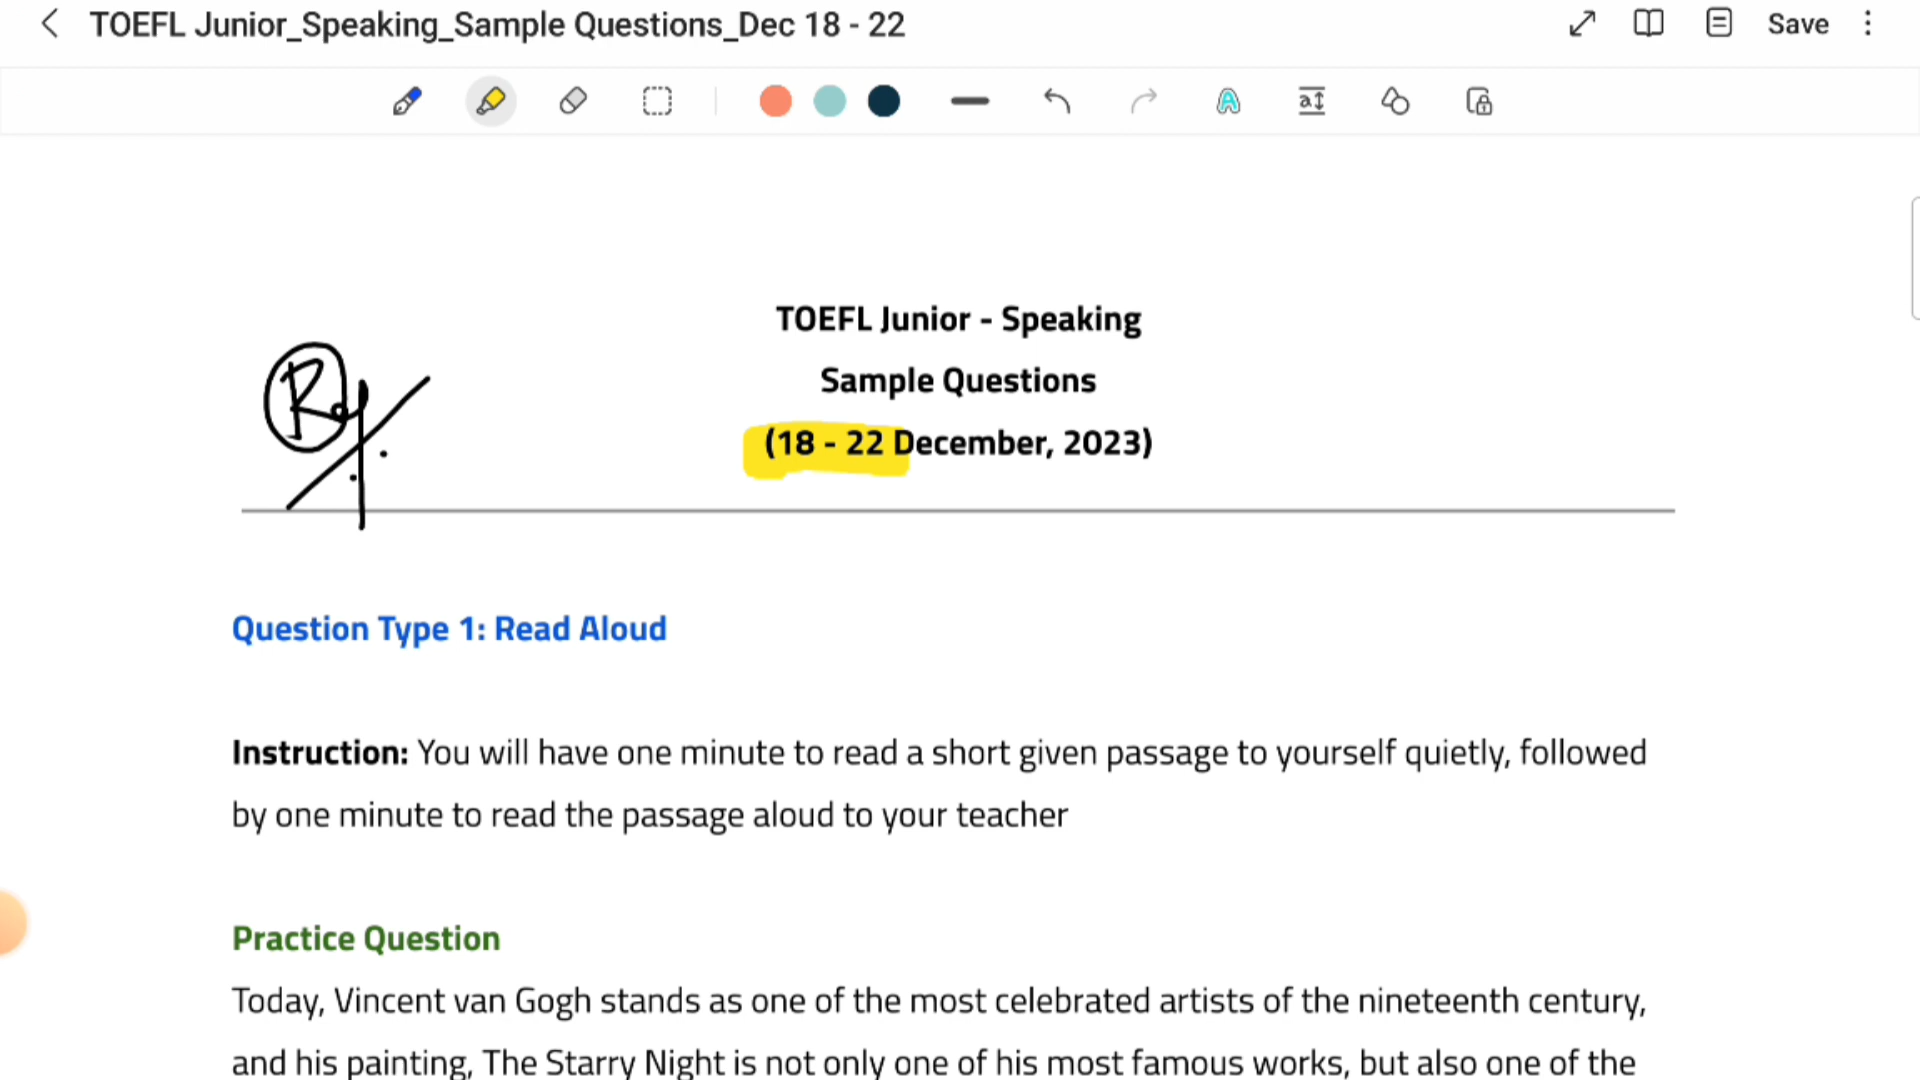 TOEFL Junior_Speaking_Sample Questions_Dec 18 - 22
Save
TOEFL Junior - Speaking
Sample Questions
(18 - 22 December, 2023)
Question Type 1: Read Aloud
Instruction: You will have one minute to read a short given passage to yourself quietly, followed
by one minute to read the passage aloud to your teacher
Practice Question
Today, Vincent van Gogh stands as one of the most celebrated artists of the nineteenth century,
and his painting, The Starry Night is not only one of his most famous works, but also one of the